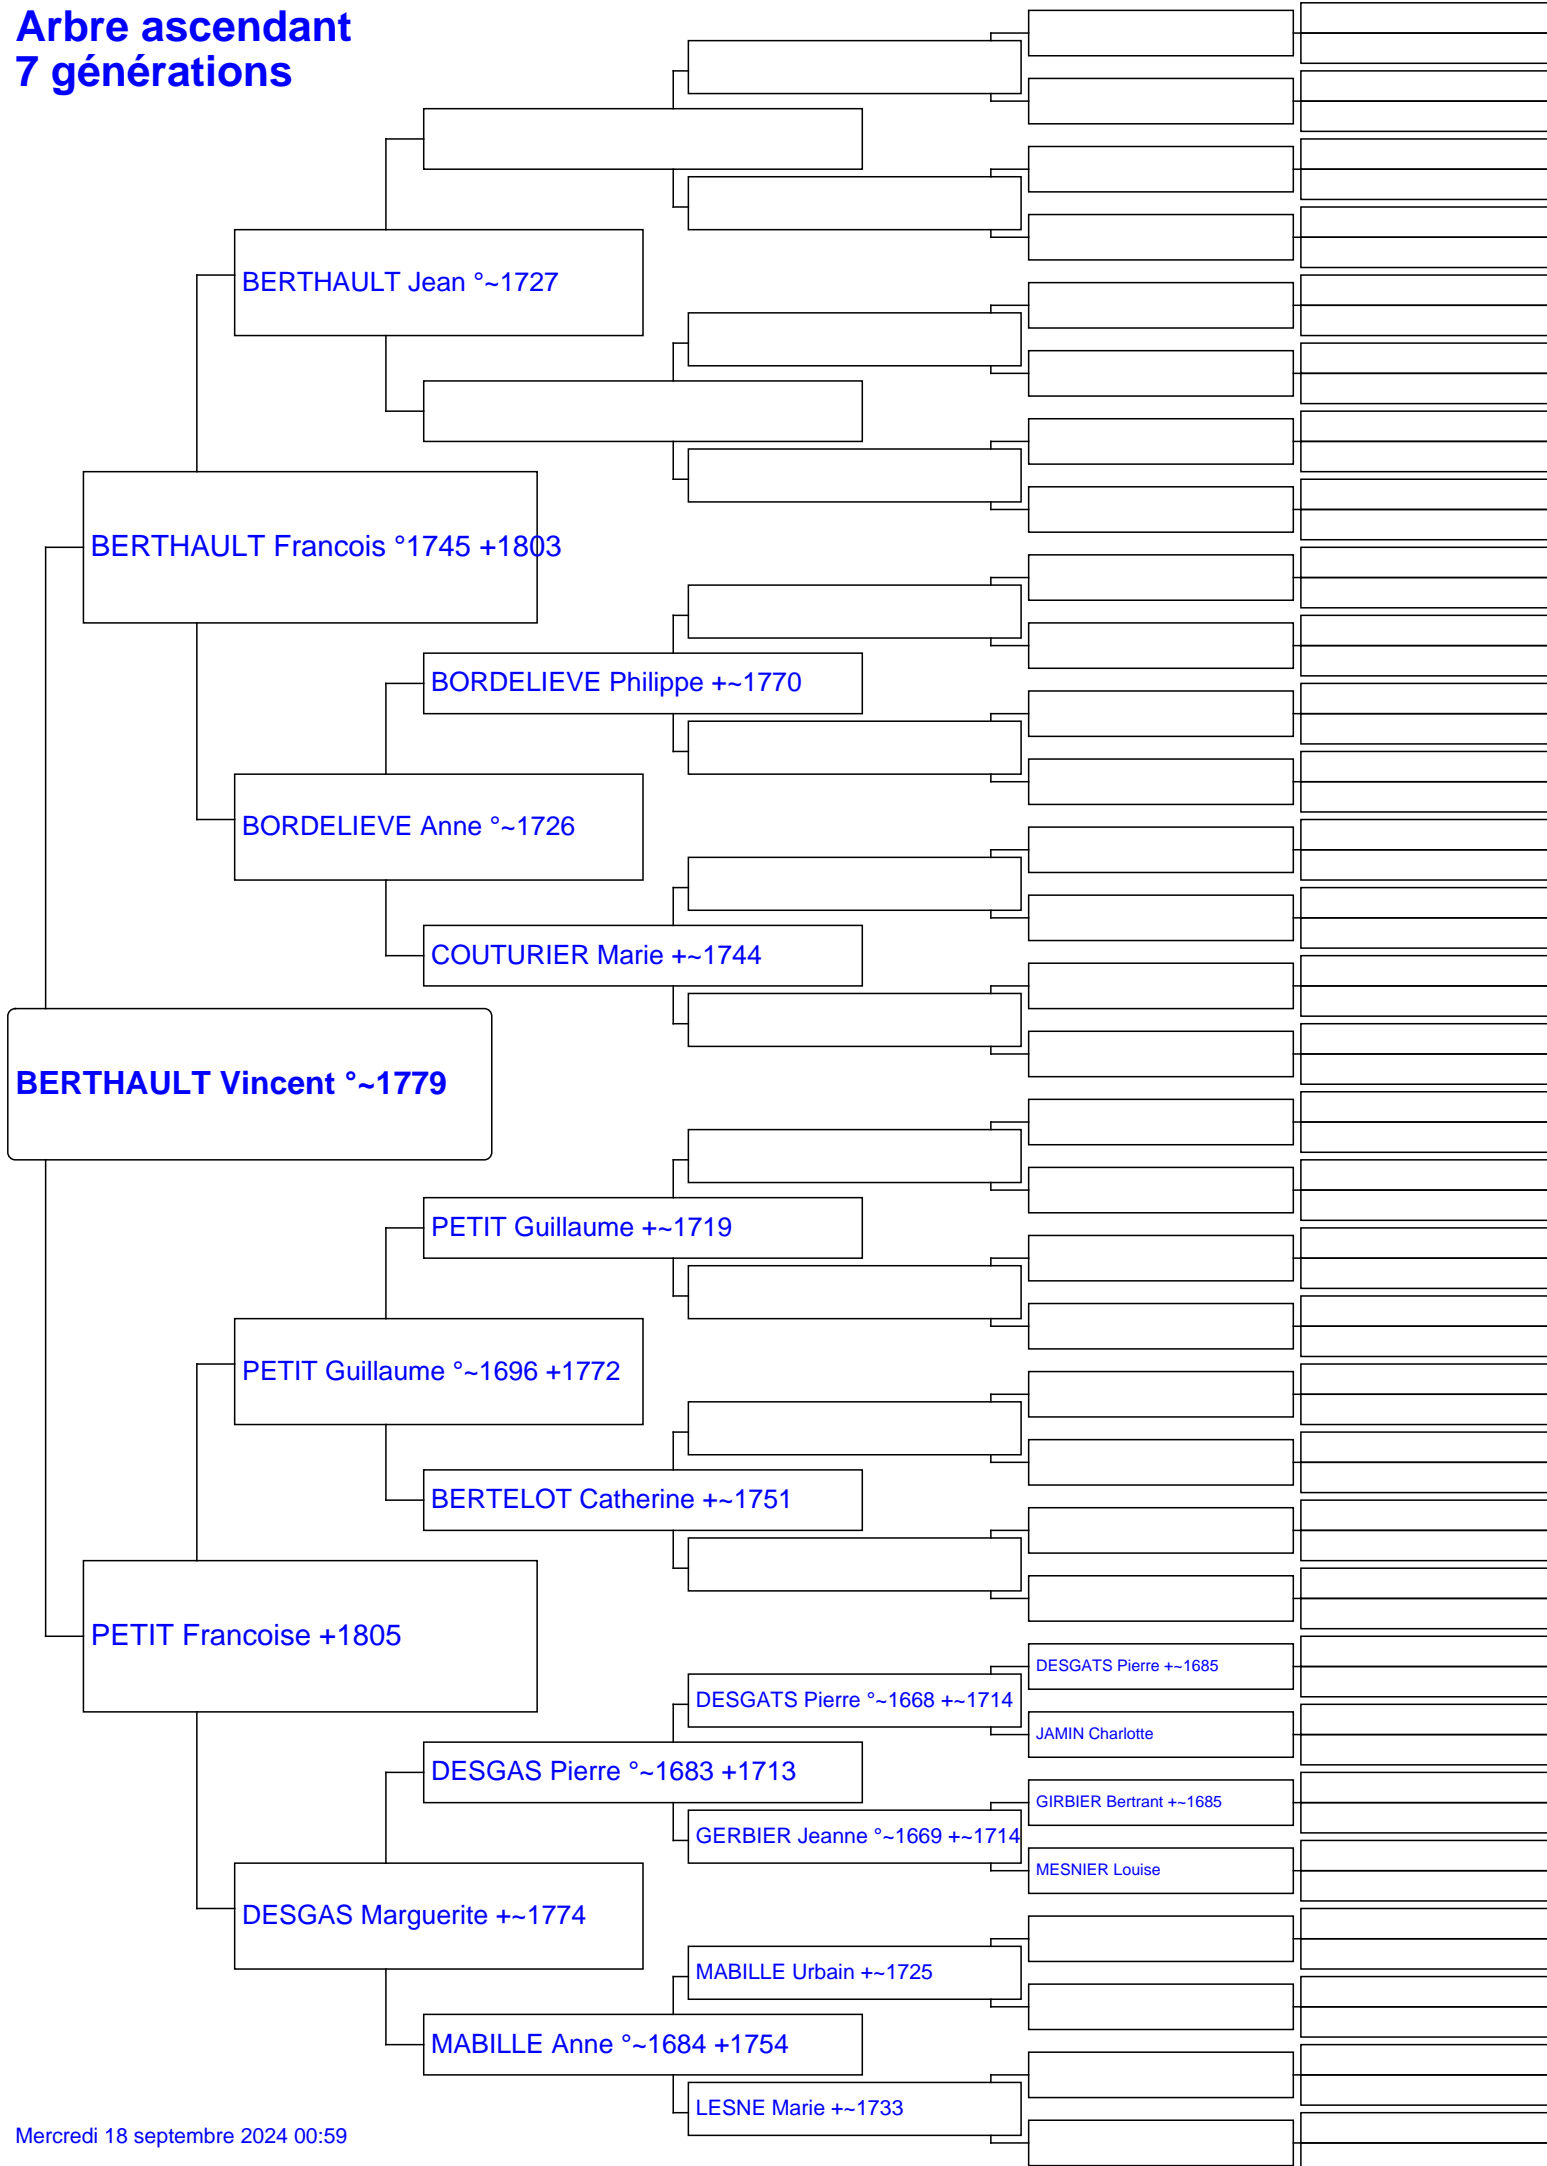 Arbre ascendant
7 générations
BERTHAULT Jean °~1727
BERTHAULT Francois °1745 +1803
BORDELIEVE Philippe +~1770
BORDELIEVE Anne °~1726
COUTURIER Marie +~1744
BERTHAULT Vincent °~1779
PETIT Guillaume +~1719
PETIT Guillaume °~1696 +1772
BERTELOT Catherine +~1751
PETIT Francoise +1805
DESGATS Pierre +~1685
DESGATS Pierre °~1668 +~1714
JAMIN Charlotte
DESGAS Pierre °~1683 +1713
GIRBIER Bertrant +~1685
GERBIER Jeanne °~1669 +~1714
MESNIER Louise
DESGAS Marguerite +~1774
MABILLE Urbain +~1725
MABILLE Anne °~1684 +1754
LESNE Marie +~1733
Mercredi 18 septembre 2024 00:59